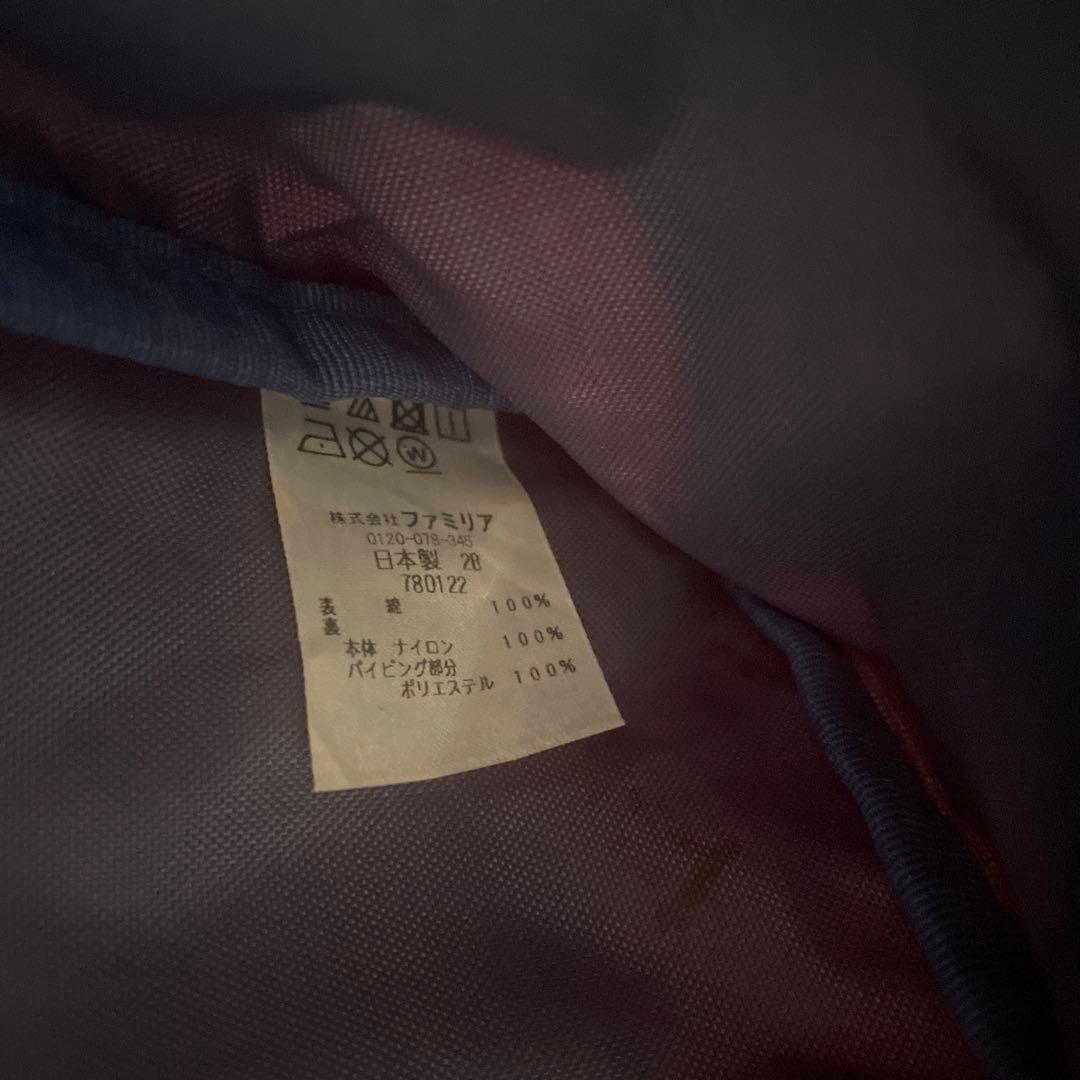 W
株式会社ファミリア
0120-078-345
日本製 2B
780122
表 綿 100%
裏
本体 ナイロン 100%
パイピング部分
ポリエステル 100%